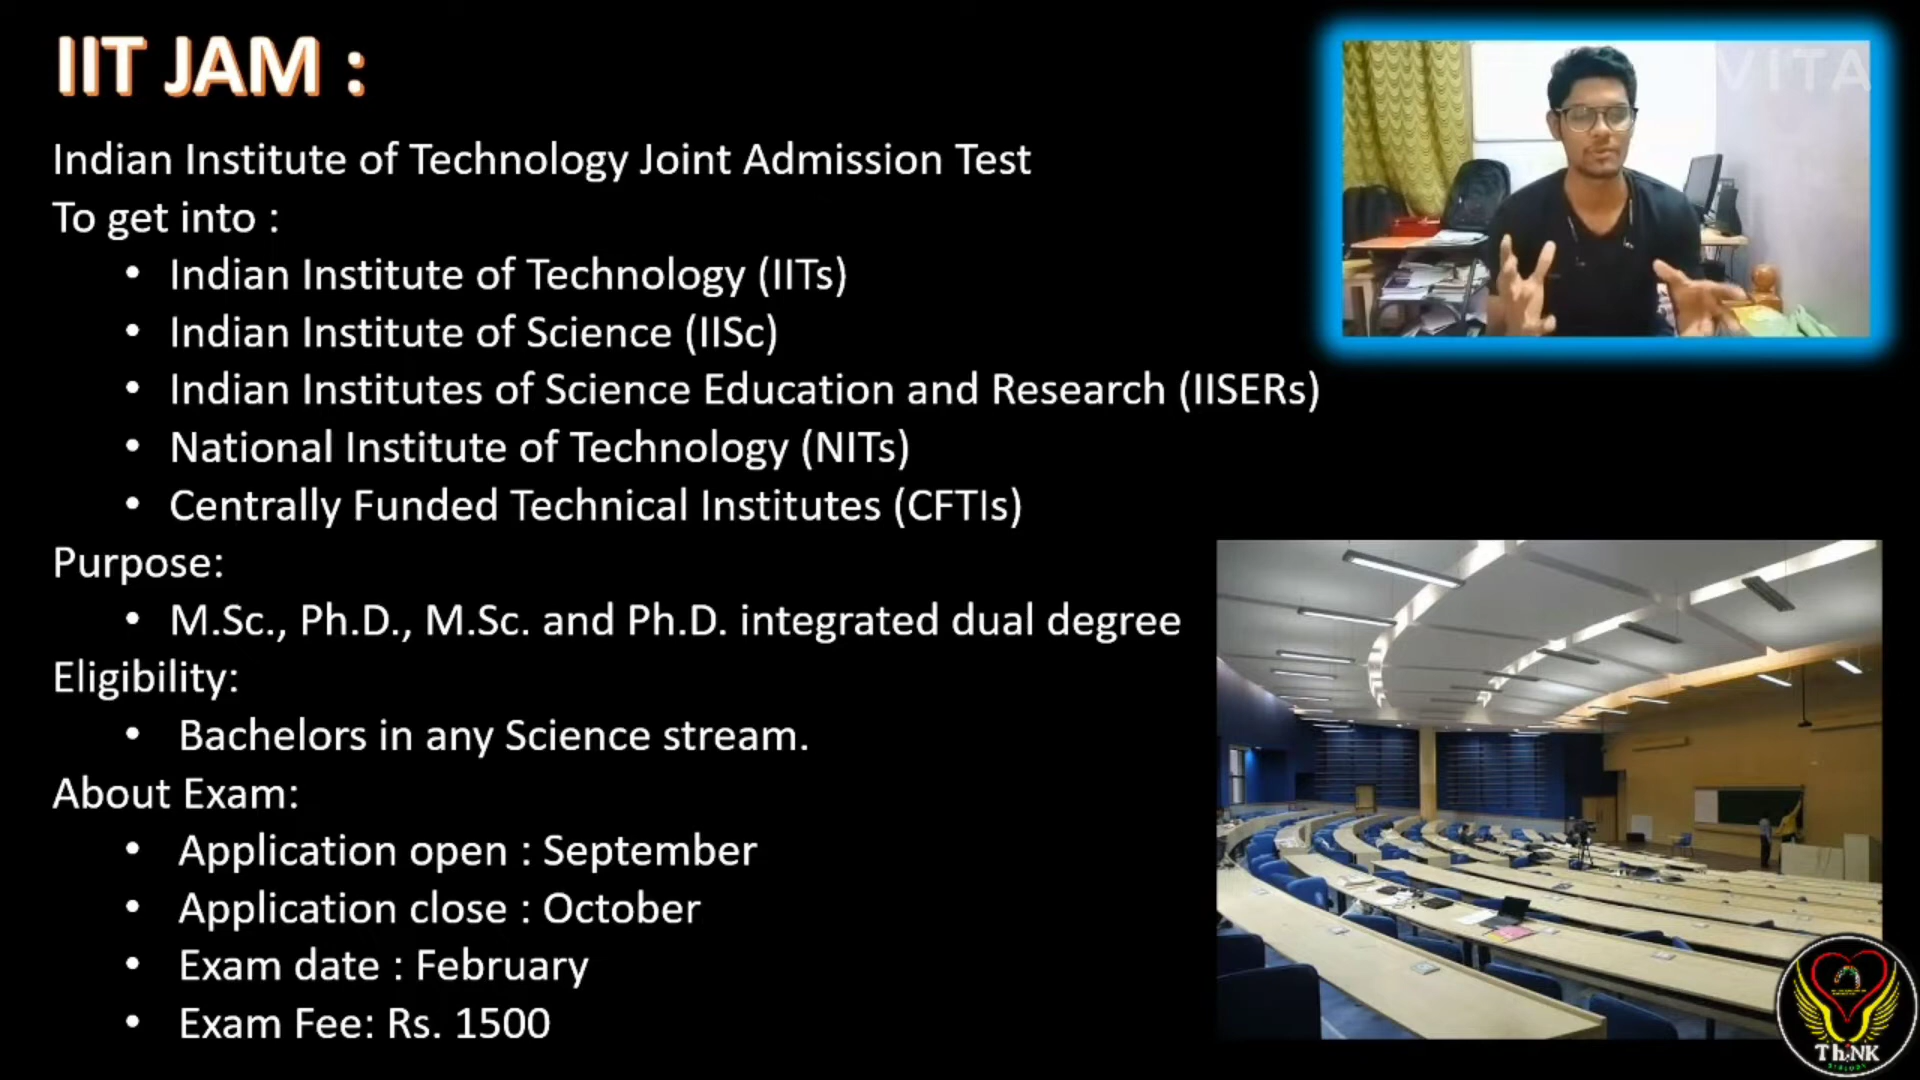 IIT JAM :
VITA
Indian Institute of Technology Joint Admission Test
To get into :
• Indian Institute of Technology (IITs)
• Indian Institute of Science (IISc)
• Indian Institutes of Science Education and Research (IISERs)
• National Institute of Technology (NITs)
• Centrally Funded Technical Institutes (CFTIs)
Purpose:
• M.Sc., Ph.D., M.Sc. and Ph.D. integrated dual degree
Eligibility:
• Bachelors in any Science stream.
About Exam:
• Application open : September
• Application close : October
• Exam date : February
• Exam Fee: Rs. 1500
ThiNK